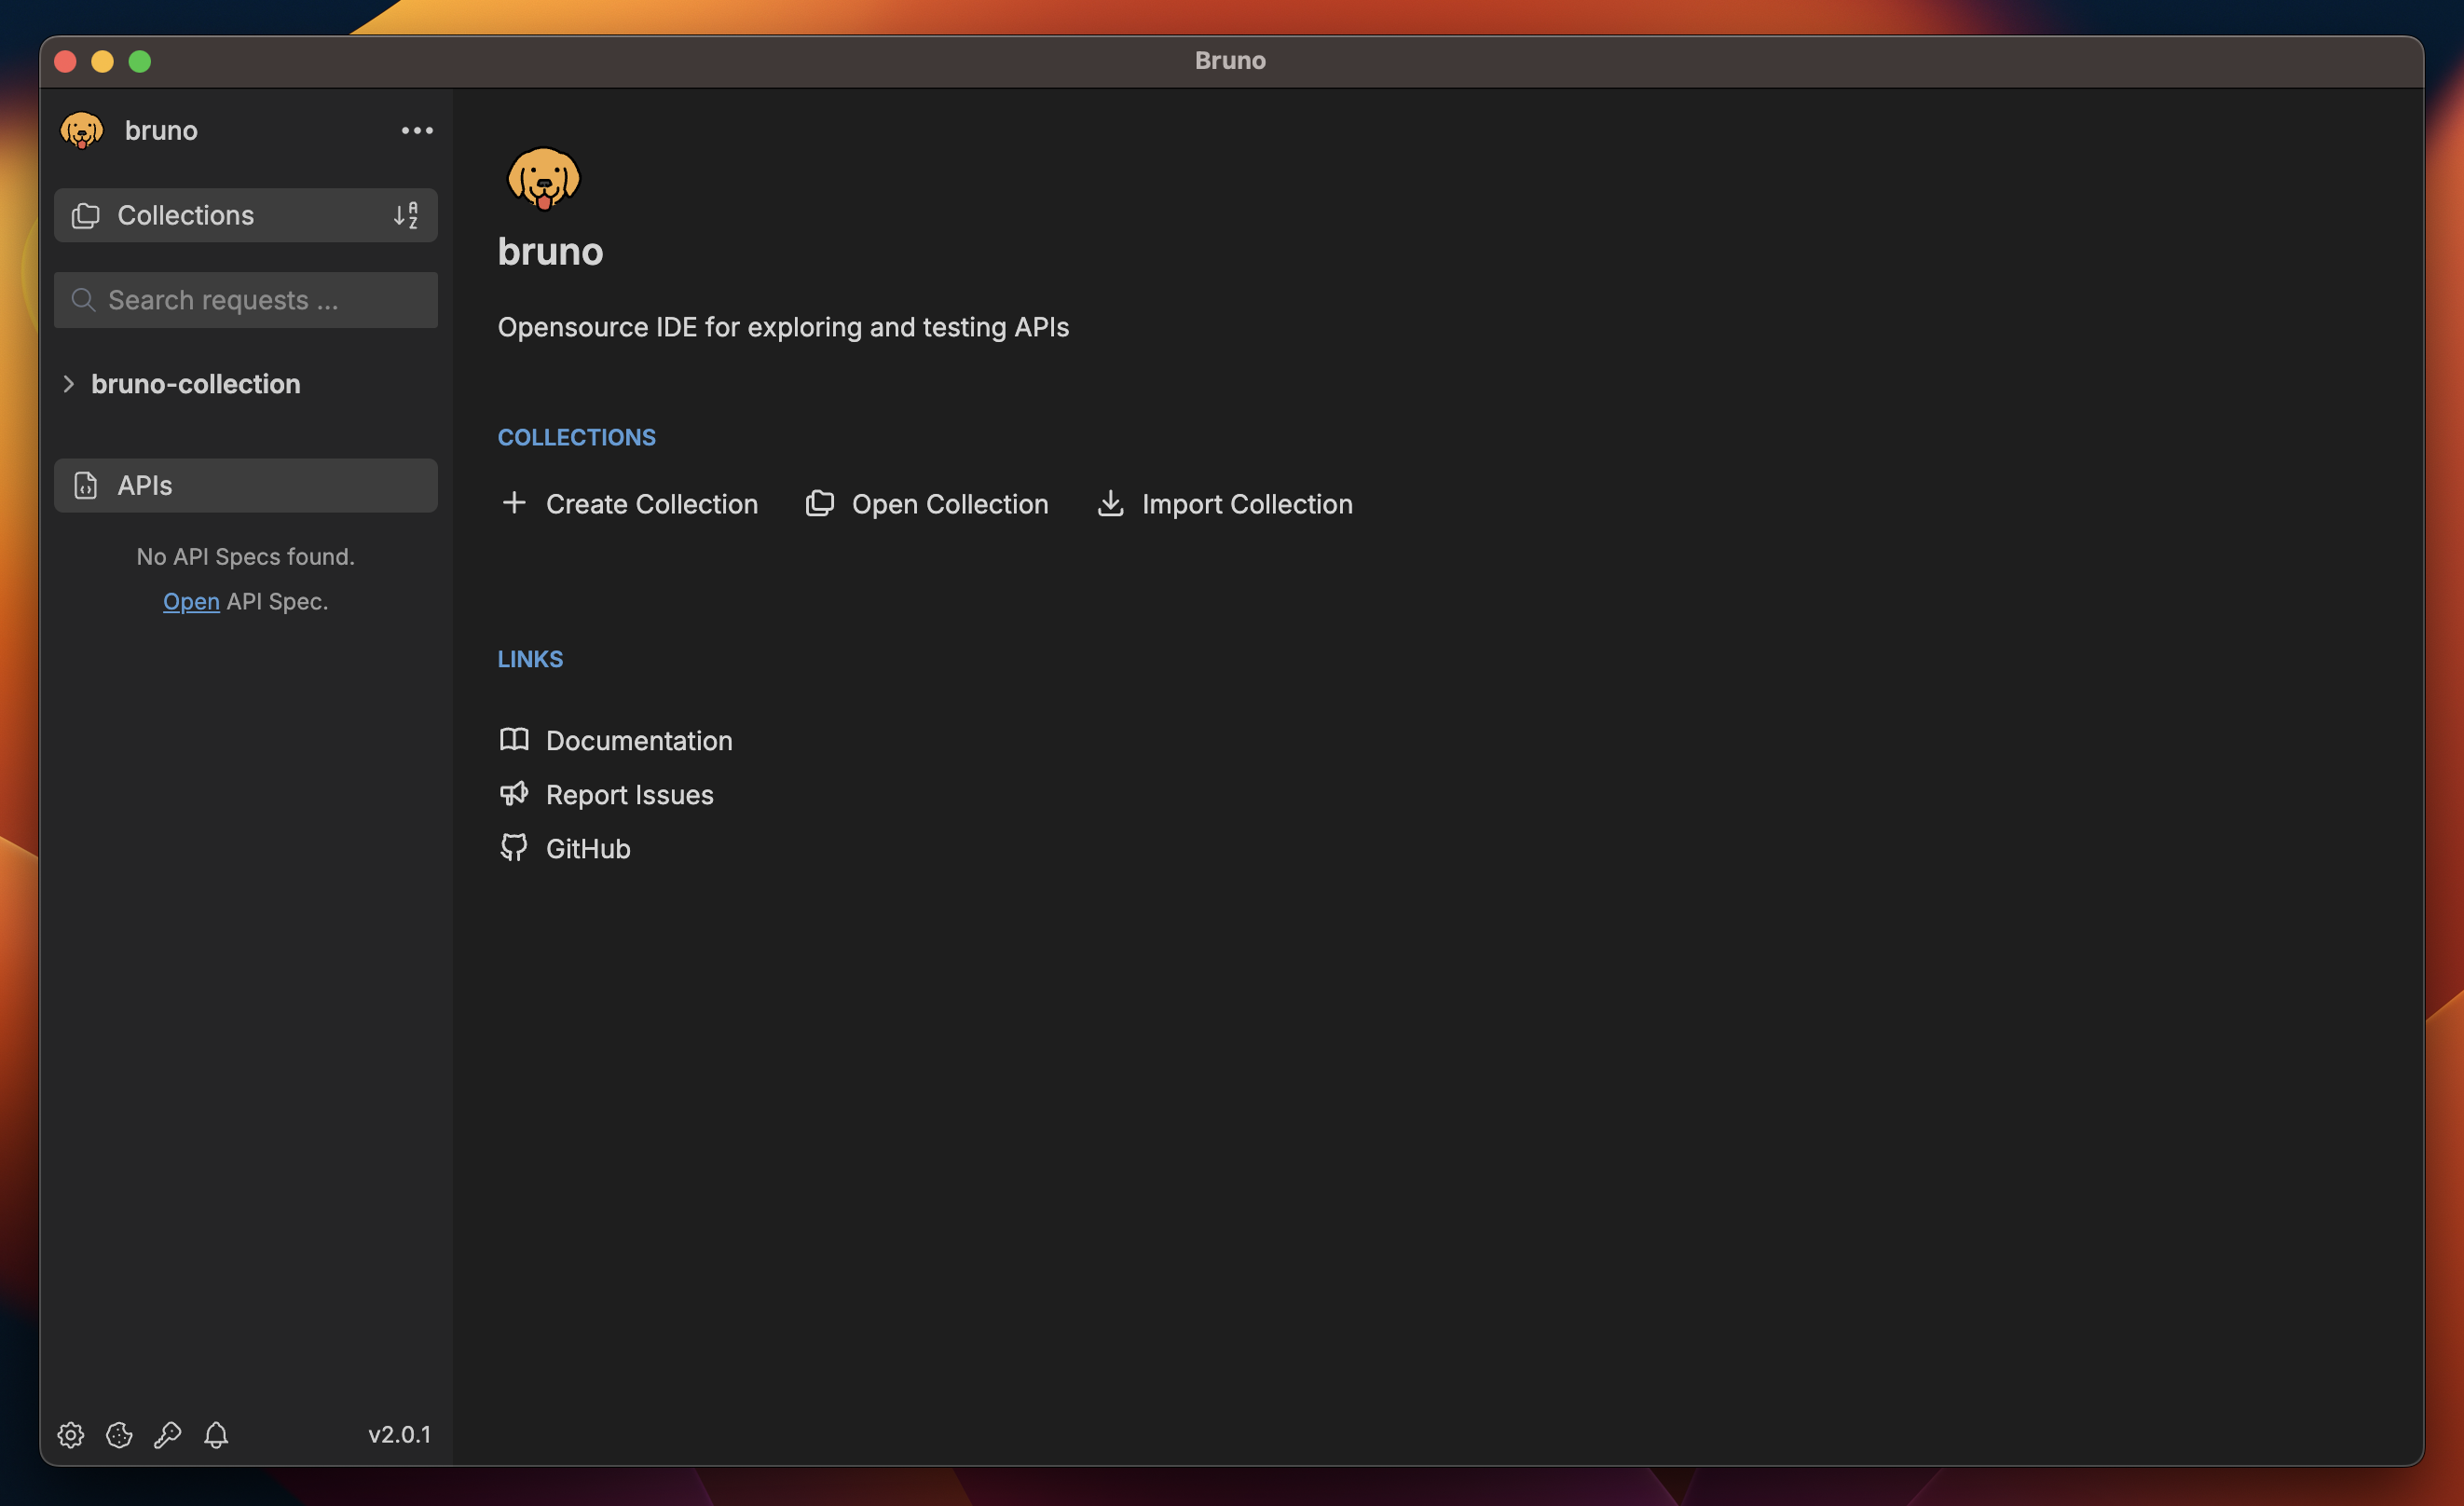 Bruno
bruno
Collections
Search requests ...
bruno-collection
APIs
No API Specs found.
Open API Spec.
v2.0.1
bruno
Opensource IDE for exploring and testing APIs
COLLECTIONS
Create Collection
Open Collection
Import Collection
LINKS
Documentation
Report Issues
GitHub